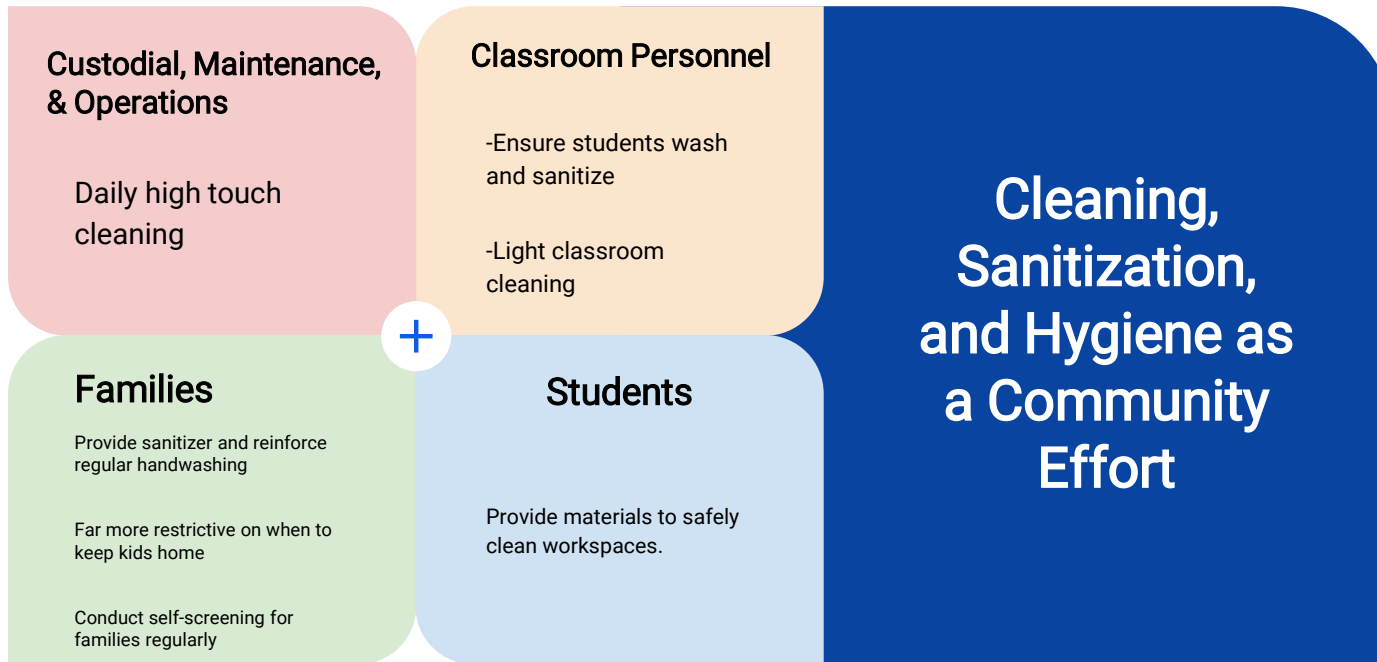 Custodial, Maintenance,
& Operations
Daily high touch
cleaning
Classroom Personnel
-Ensure students wash
and sanitize
-Light classroom
cleaning
Families
Provide sanitizer and reinforce
regular handwashing
Far more restrictive on when to
keep kids home
Conduct self-screening for
families regularly
Students
Provide materials to safely
clean workspaces.
Cleaning,
Sanitization,
and Hygiene as
a Community
Effort